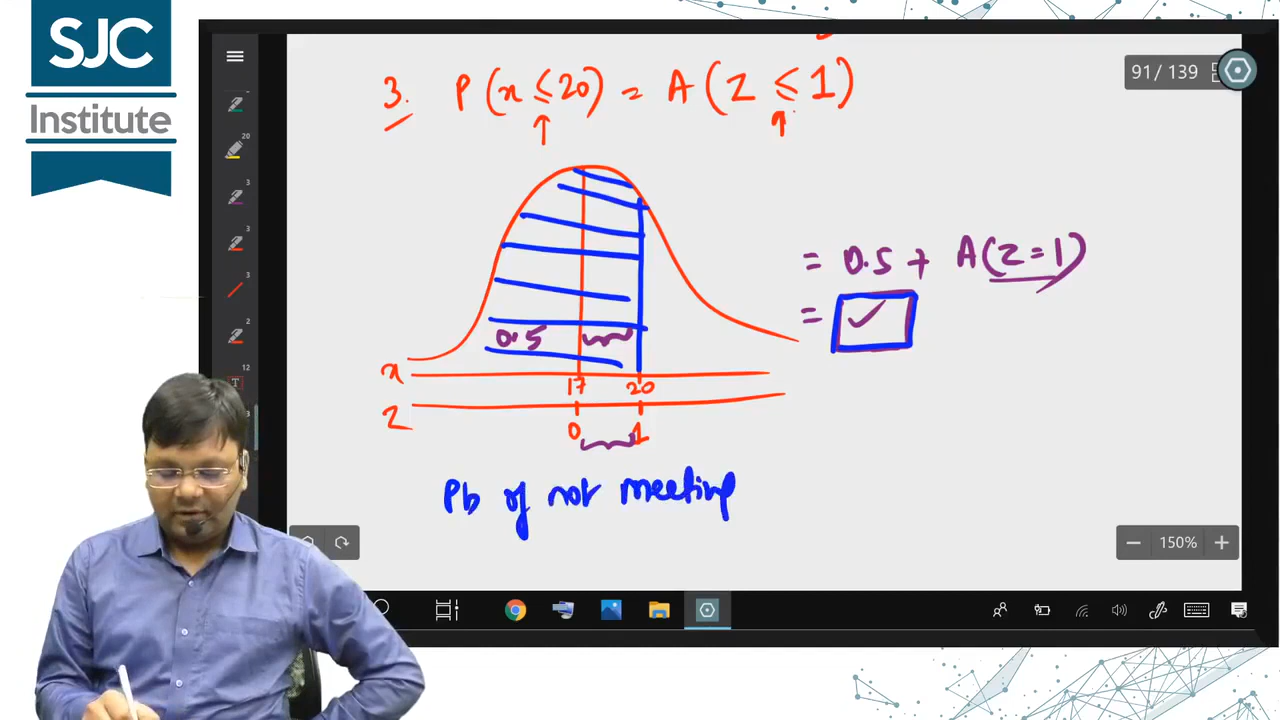 SJC
Institute
91 / 139
3. P(x ≤ 20) = A(Z ≤ 1)
= 0.5 + A(Z = 1)
= ✓
0.5
x
17 20
Z
0 1
Pb of not meeting
150%